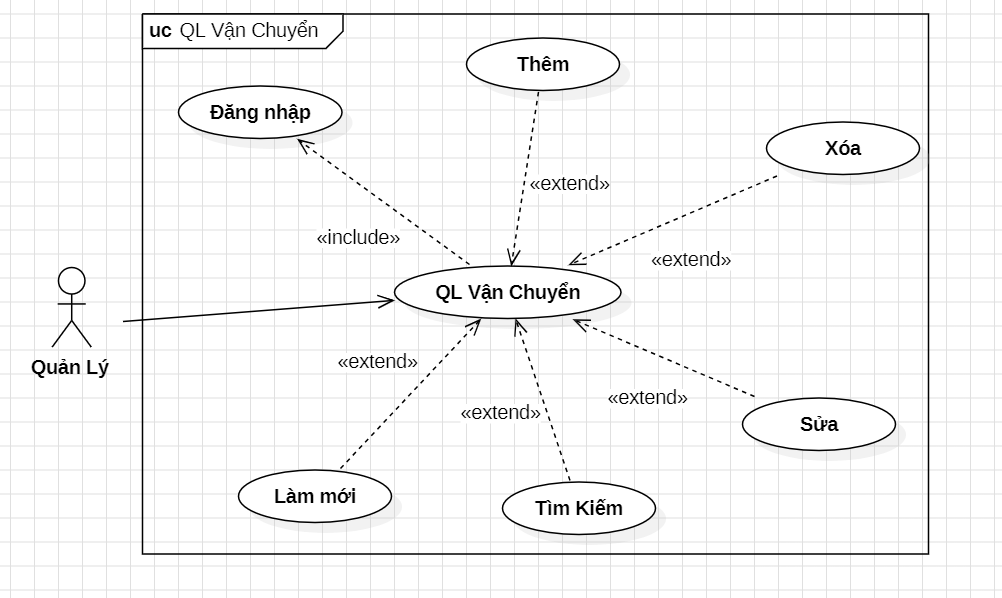 uc QL Vận Chuyển
Thêm
Đăng nhập
Xóa
«extend»
«include»
«extend»
QL Vận Chuyển
Quản Lý
«extend»
«extend»
«extend»
Sửa
Làm mới
Tìm Kiếm